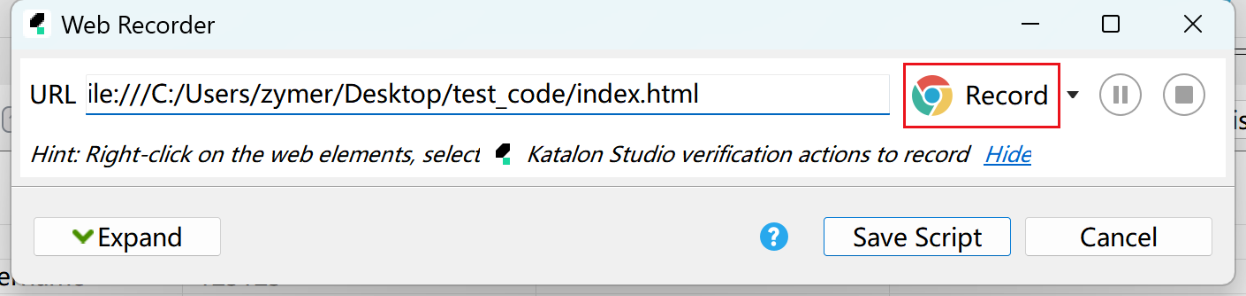 Web Recorder
URL ile:///C:/Users/zymer/Desktop/test_code/index.html Record
Hint: Right-click on the web elements, select Katalon Studio verification actions to record Hide
Expand ? Save Script Cancel